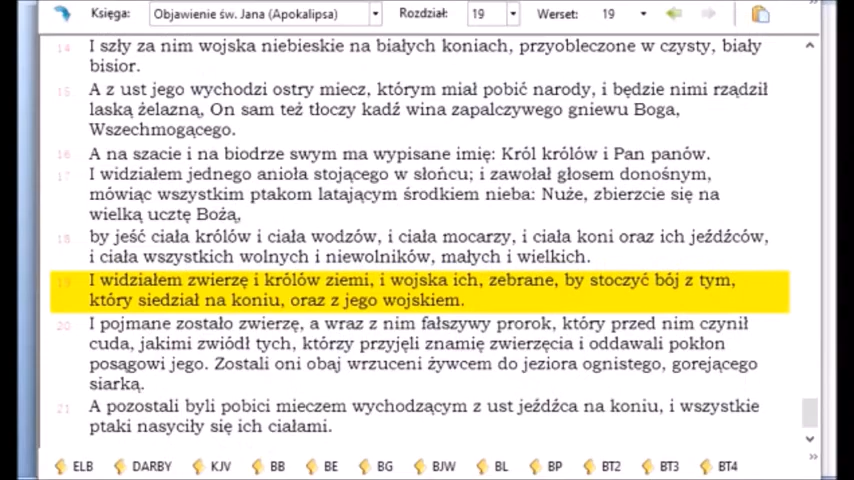 Księga: Objawienie św. Jana (Apokalipsa) Rozdział: 19 Werset: 19
14 I szły za nim wojska niebieskie na białych koniach, przyobleczone w czysty, biały
bisior.
15 A z ust jego wychodzi ostry miecz, którym miał pobić narody, i będzie nimi rządził
laską żelazną, On sam też tłoczy kadź wina zapalczywego gniewu Boga,
Wszechmogącego.
16 A na szacie i na biodrze swym ma wypisane imię: Król królów i Pan panów.
17 I widziałem jednego anioła stojącego w słońcu; i zawołał głosem donośnym,
mówiąc wszystkim ptakom latającym środkiem nieba: Nuże, zbierzcie się na
wielką ucztę Bożą,
18 by jeść ciała królów i ciała wodzów, i ciała mocarzy, i ciała koni oraz ich jeźdźców,
i ciała wszystkich wolnych i niewolników, małych i wielkich.
19 I widziałem zwierzę i królów ziemi, i wojska ich, zebrane, by stoczyć bój z tym,
który siedział na koniu, oraz z jego wojskiem.
20 I pojmane zostało zwierzę, a wraz z nim fałszywy prorok, który przed nim czynił
cuda, jakimi zwiódł tych, którzy przyjęli znamię zwierzęcia i oddawali pokłon
posągowi jego. Zostali oni obaj wrzuceni żywcem do jeziora ognistego, gorejącego
siarką.
21 A pozostali byli pobici mieczem wychodzącym z ust jeźdźca na koniu, i wszystkie
ptaki nasyciły się ich ciałami.
ELB DARBY KJV BB BE BG BJW BL BP BT2 BT3 BT4